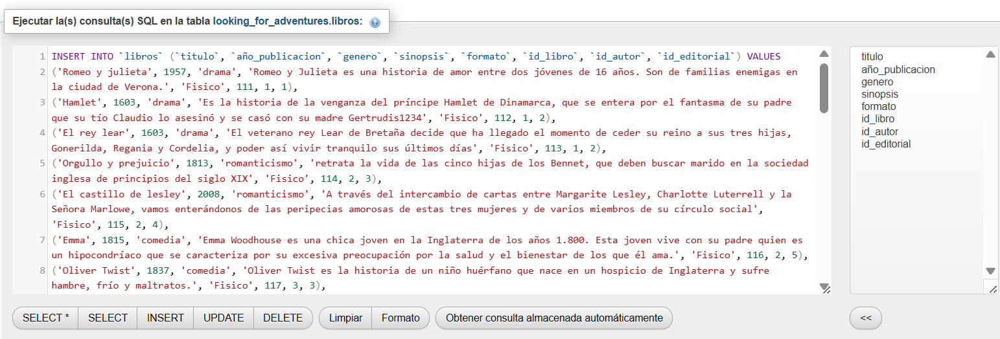 Ejecutar la(s) consulta(s) SQL en la tabla looking_for_adventures.libros:
1 INSERT INTO `libros` (`titulo`, `año_publicacion`, `genero`, `sinopsis`, `formato`, `id_libro`, `id_autor`, `id_editorial`) VALUES
2 ('Romeo y julieta', 1957, 'drama', 'Romeo y Julieta es una historia de amor entre dos jóvenes de 16 años. Son de familias enemigas en
la ciudad de Verona.', 'Fisico', 111, 1, 1),
3 ('Hamlet', 1603, 'drama', 'Es la historia de la venganza del príncipe Hamlet de Dinamarca, que se entera por el fantasma de su padre
que su tío Claudio lo asesinó y se casó con su madre Gertrudis1234', 'Fisico', 112, 1, 2),
4 ('El rey lear', 1603, 'drama', 'El veterano rey Lear de Bretaña decide que ha llegado el momento de ceder su reino a sus tres hijas,
Gonerilda, Regania y Cordelia, y poder así vivir tranquilo sus últimos días', 'Fisico', 113, 1, 2),
5 ('Orgullo y prejuicio', 1813, 'romanticismo', 'retrata la vida de las cinco hijas de los Bennet, que deben buscar marido en la sociedad
inglesa de principios del siglo XIX', 'Fisico', 114, 2, 3),
6 ('El castillo de lesley', 2008, 'romanticismo', 'A través del intercambio de cartas entre Margarite Lesley, Charlotte Luterrell y la
Señora Marlowe, vamos enterándonos de las peripecias amorosas de estas tres mujeres y de varios miembros de su círculo social',
'Fisico', 115, 2, 4),
7 ('Emma', 1815, 'comedia', 'Emma Woodhouse es una chica joven en la Inglaterra de los años 1.800. Esta joven vive con su padre quien es
un hipocondríaco que se caracteriza por su excesiva preocupación por la salud y el bienestar de los que él ama.', 'Fisico', 116, 2, 5),
8 ('Oliver Twist', 1837, 'comedia', 'Oliver Twist es la historia de un niño huérfano que nace en un hospicio de Inglaterra y sufre
hambre, frío y maltratos.', 'Fisico', 117, 3, 3),
titulo
año_publicacion
genero
sinopsis
formato
id_libro
id_autor
id_editorial
SELECT * SELECT INSERT UPDATE DELETE Limpiar Formato Obtener consulta almacenada automáticamente <<